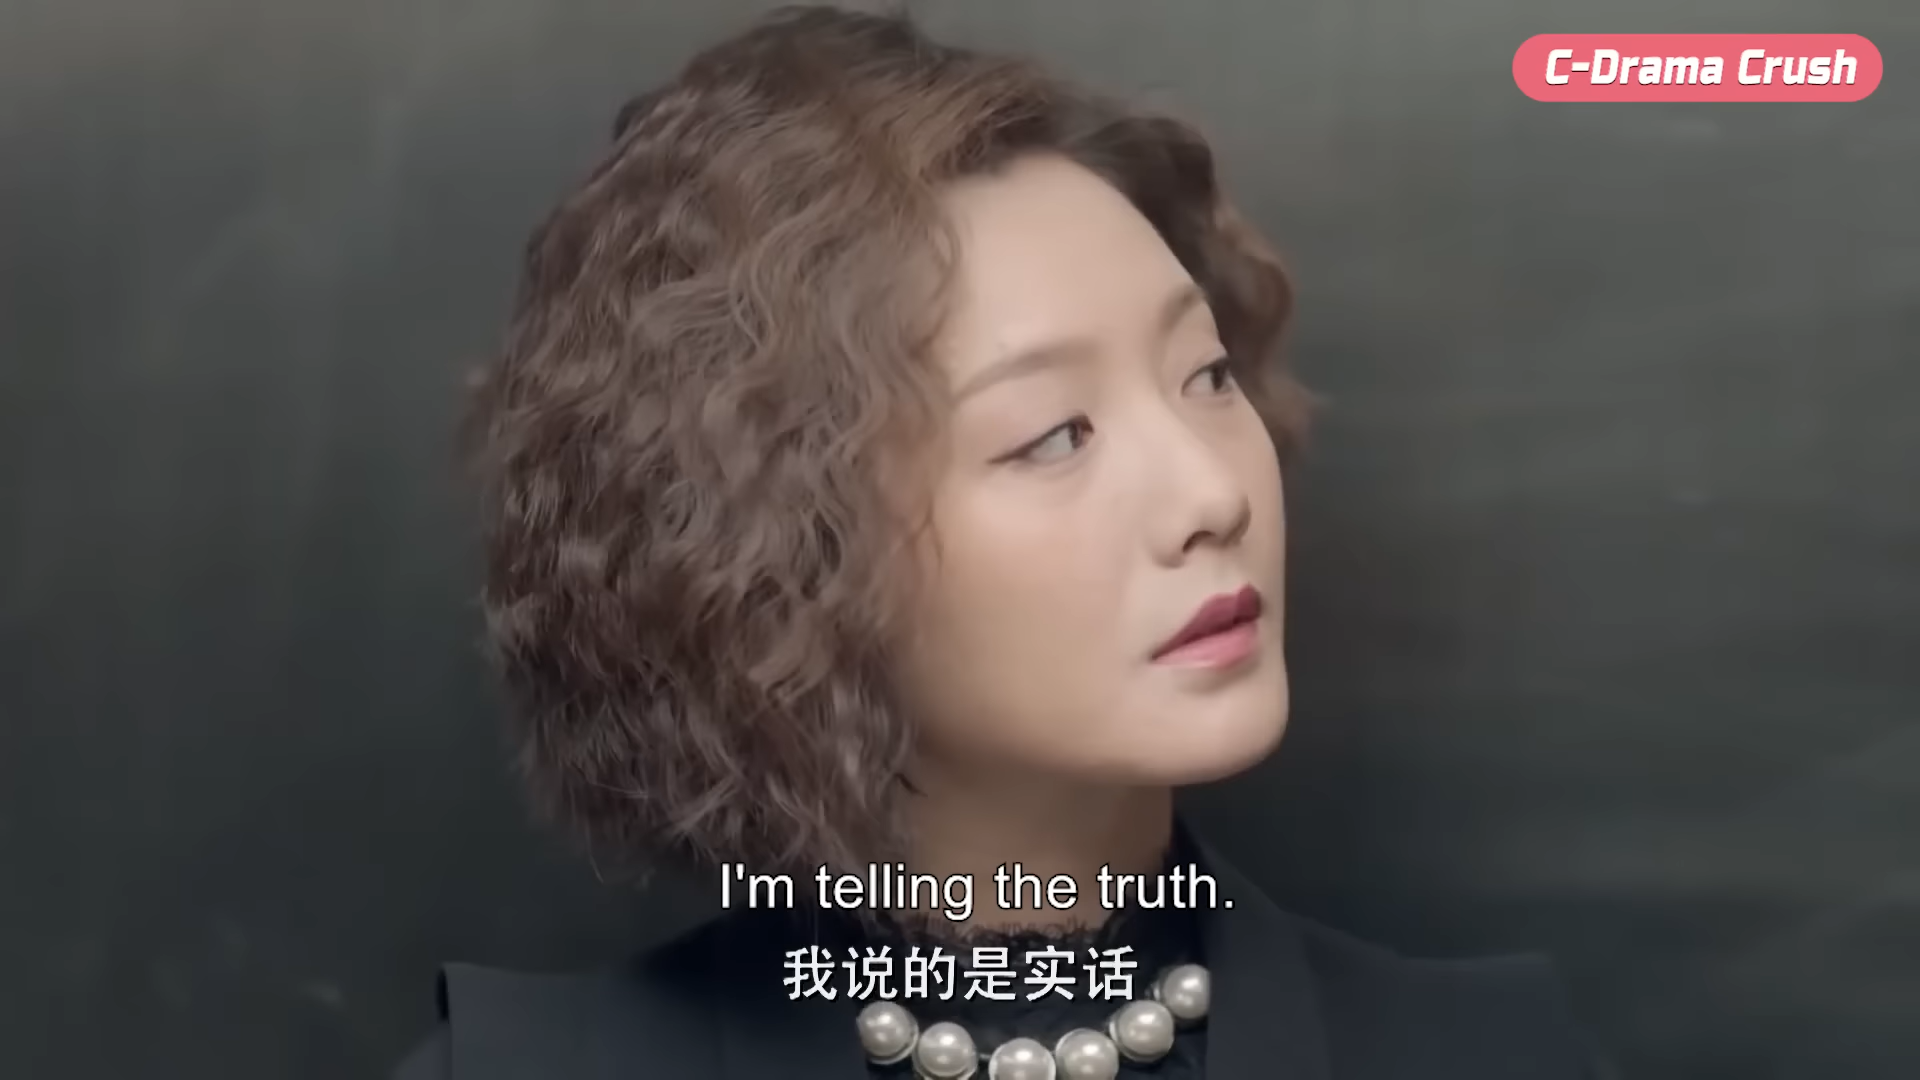 C-Drama Crush
I'm telling the truth.
我说的是实话